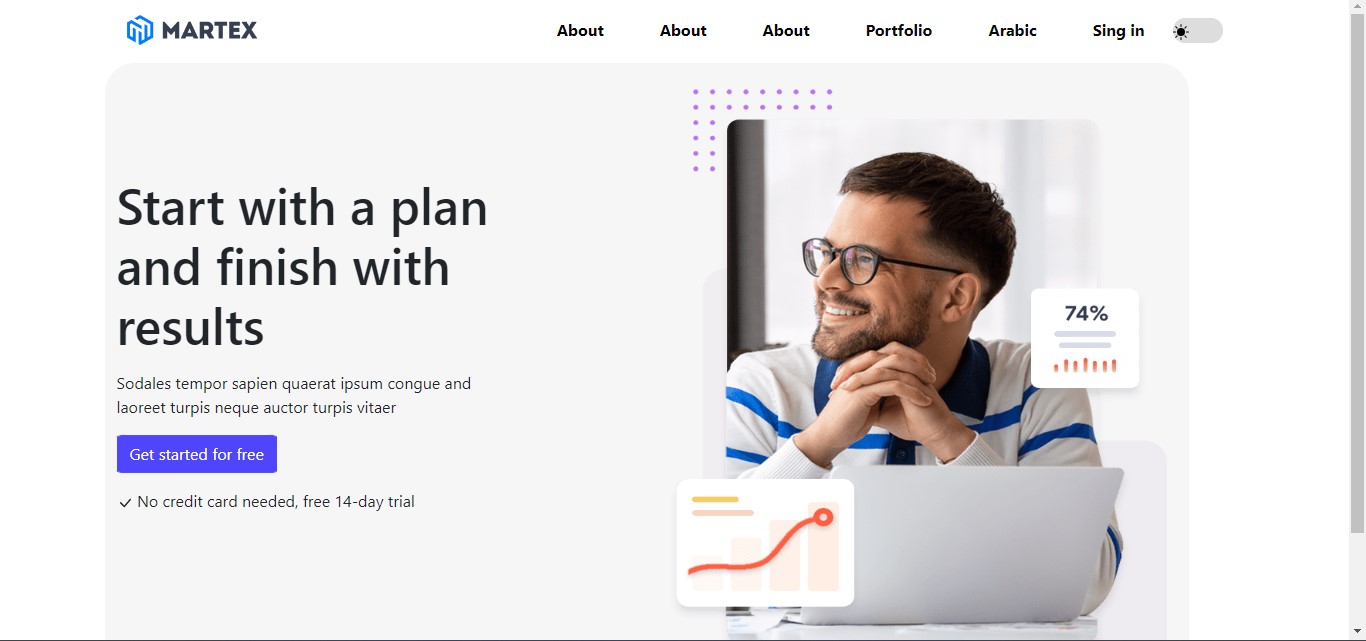 MARTEX
About
About
About
Portfolio
Arabic
Sing in
Start with a plan
and finish with
results
Sodales tempor sapien quaerat ipsum congue and
laoreet turpis neque auctor turpis vitaer
Get started for free
No credit card needed, free 14-day trial
74%